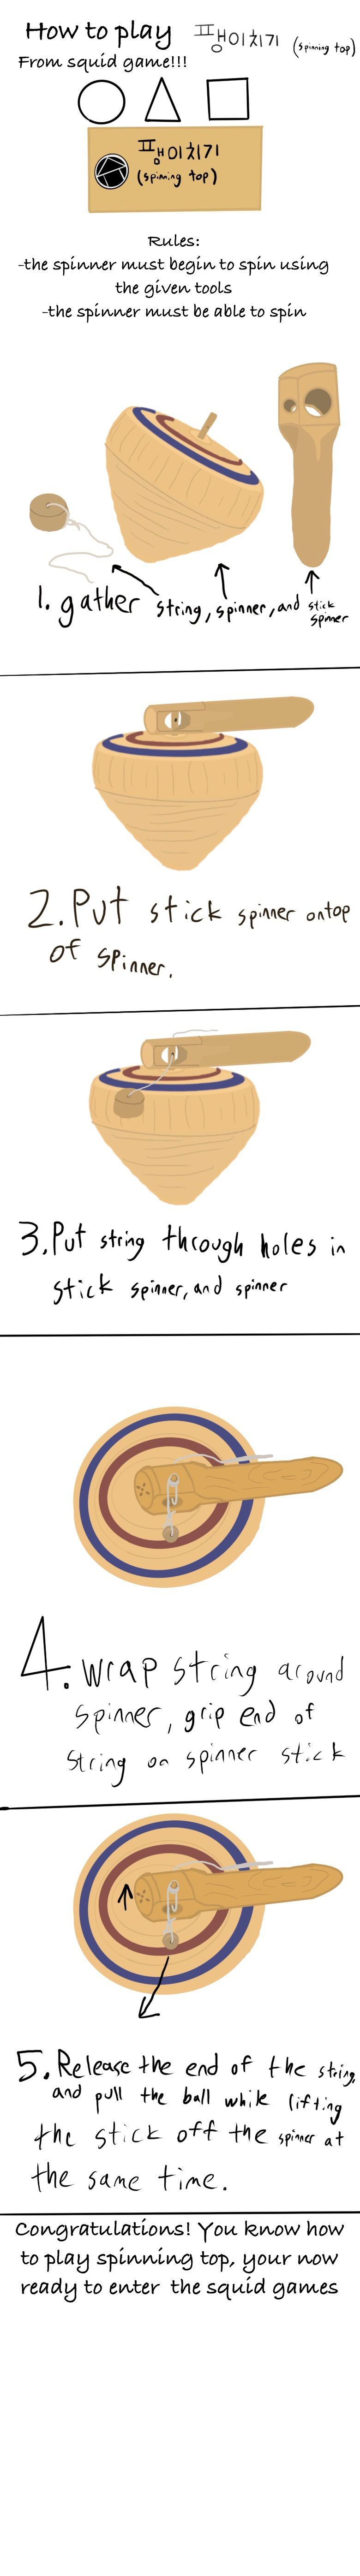 How to play 팽이치기 (spinning top)
From squid game!!!
팽이치기
(spinning top)
Rules:
-the spinner must begin to spin using
the given tools
-the spinner must be able to spin
1. gather string, spinner, and stick
spinner
2. Put stick spinner ontop
of spinner.
3. Put string through holes in
stick spinner, and spinner
4. wrap string around
spinner, grip end of
string on spinner stick
5. Release the end of the string,
and pull the ball while lifting
the stick off the spinner at
the same time.
Congratulations! You know how
to play spinning top, your now
ready to enter the squid games